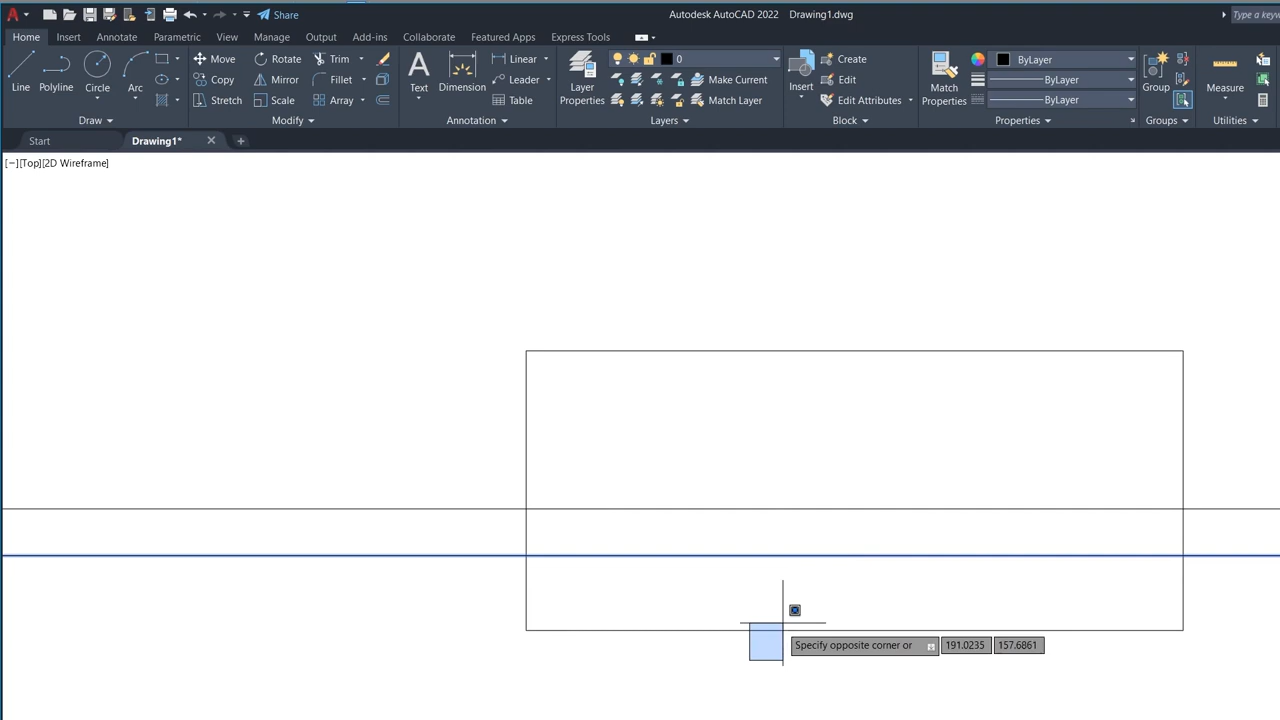 Share
Autodesk AutoCAD 2022 Drawing1.dwg
Home Insert Annotate Parametric View Manage Output Add-ins Collaborate Featured Apps Express Tools
Line Polyline Circle Arc
Move Rotate Trim
Copy Mirror Fillet
Stretch Scale Array
Text Dimension
Linear
Leader
Table
Layer Properties
0
Make Current
Match Layer
Insert
Create
Edit
Edit Attributes
Match Properties
ByLayer
ByLayer
ByLayer
Group
Measure
Draw Modify Annotation Layers Block Properties Groups Utilities
Start Drawing1*
[−][Top][2D Wireframe]
Specify opposite corner or 191.0235 157.6861